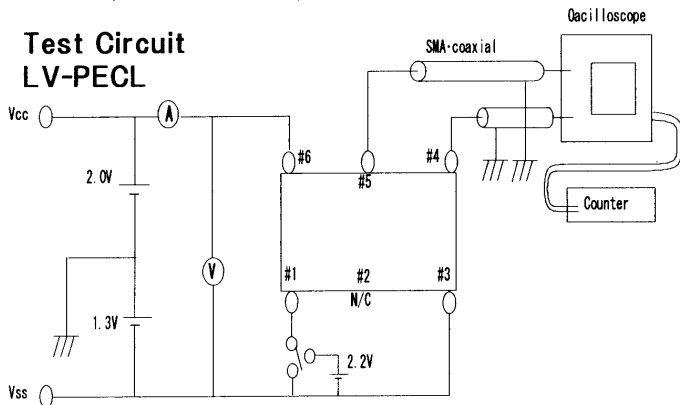 Oacilloscope
Test Circuit
LV-PECL
SMA·coaxial
Vcc
A
#6
#5
#4
2.0V
Counter
V
#1
#2
#3
N/C
1.3V
2.2V
Vss